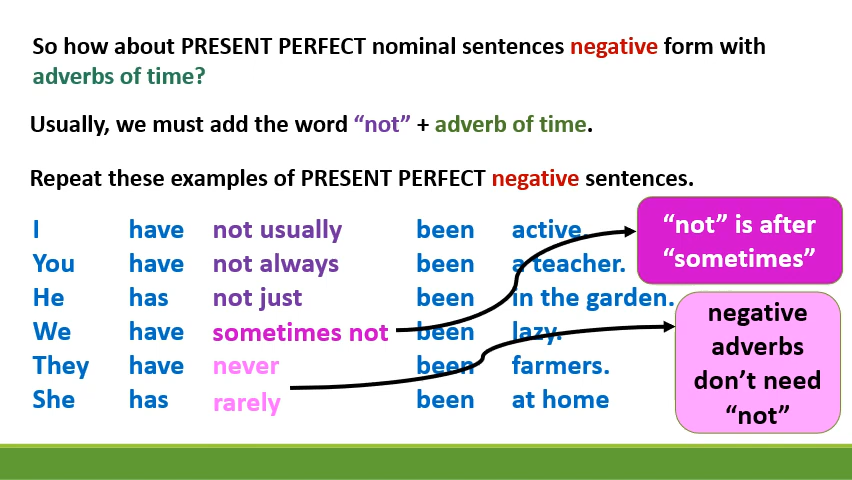 So how about PRESENT PERFECT nominal sentences negative form with
adverbs of time?
Usually, we must add the word “not” + adverb of time.
Repeat these examples of PRESENT PERFECT negative sentences.
I have not usually been active.
You have not always been a teacher.
He has not just been in the garden.
We have sometimes not been lazy.
They have never been farmers.
She has rarely been at home
“not” is after
“sometimes”
negative
adverbs
don’t need
“not”